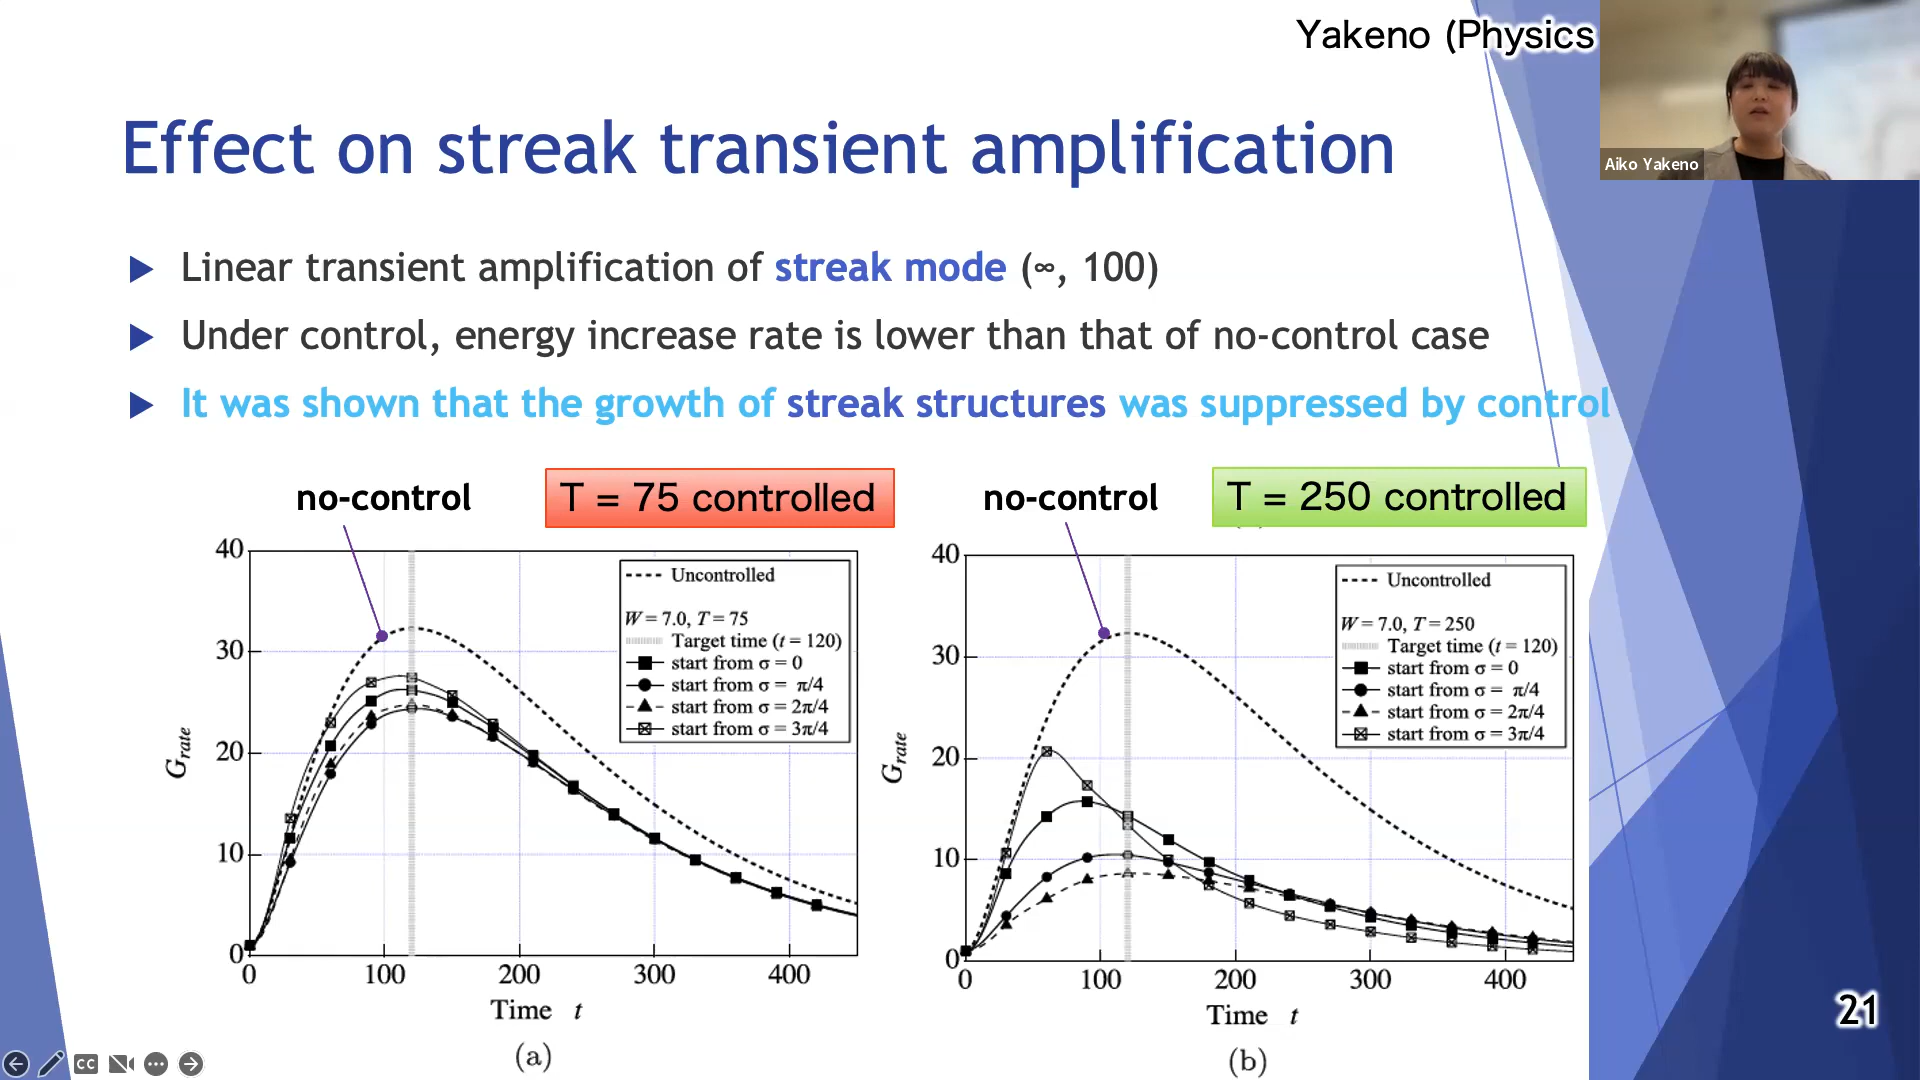 Yakeno (Physics
Aiko Yakeno
Effect on streak transient amplification
Linear transient amplification of streak mode (∞, 100)
Under control, energy increase rate is lower than that of no-control case
It was shown that the growth of streak structures was suppressed by control
no-control
T = 75 controlled
40
30
20
10
0
G_rate
Uncontrolled
W = 7.0, T = 75
Target time (t = 120)
start from σ = 0
start from σ = π/4
start from σ = 2π/4
start from σ = 3π/4
0 100 200 300 400
Time t
(a)
no-control
T = 250 controlled
40
30
20
10
0
G_rate
Uncontrolled
W = 7.0, T = 250
Target time (t = 120)
start from σ = 0
start from σ = π/4
start from σ = 2π/4
start from σ = 3π/4
0 100 200 300 400
Time t
(b)
21
CC